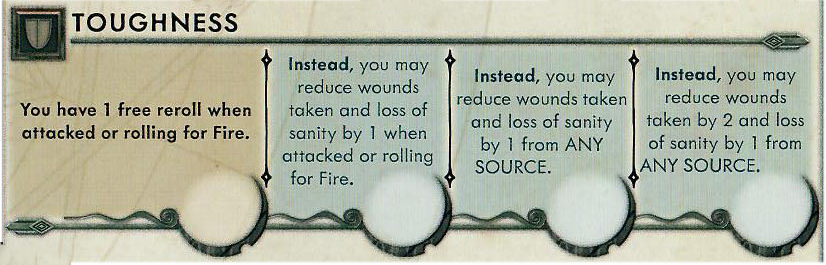 TOUGHNESS
You have 1 free reroll when
attacked or rolling for Fire.
Instead, you may
reduce wounds
taken and loss of
sanity by 1 when
attacked or rolling
for Fire.
Instead, you may
reduce wounds taken
and loss of sanity
by 1 from ANY
SOURCE.
Instead, you may
reduce wounds
taken by 2 and loss
of sanity by 1 from
ANY SOURCE.